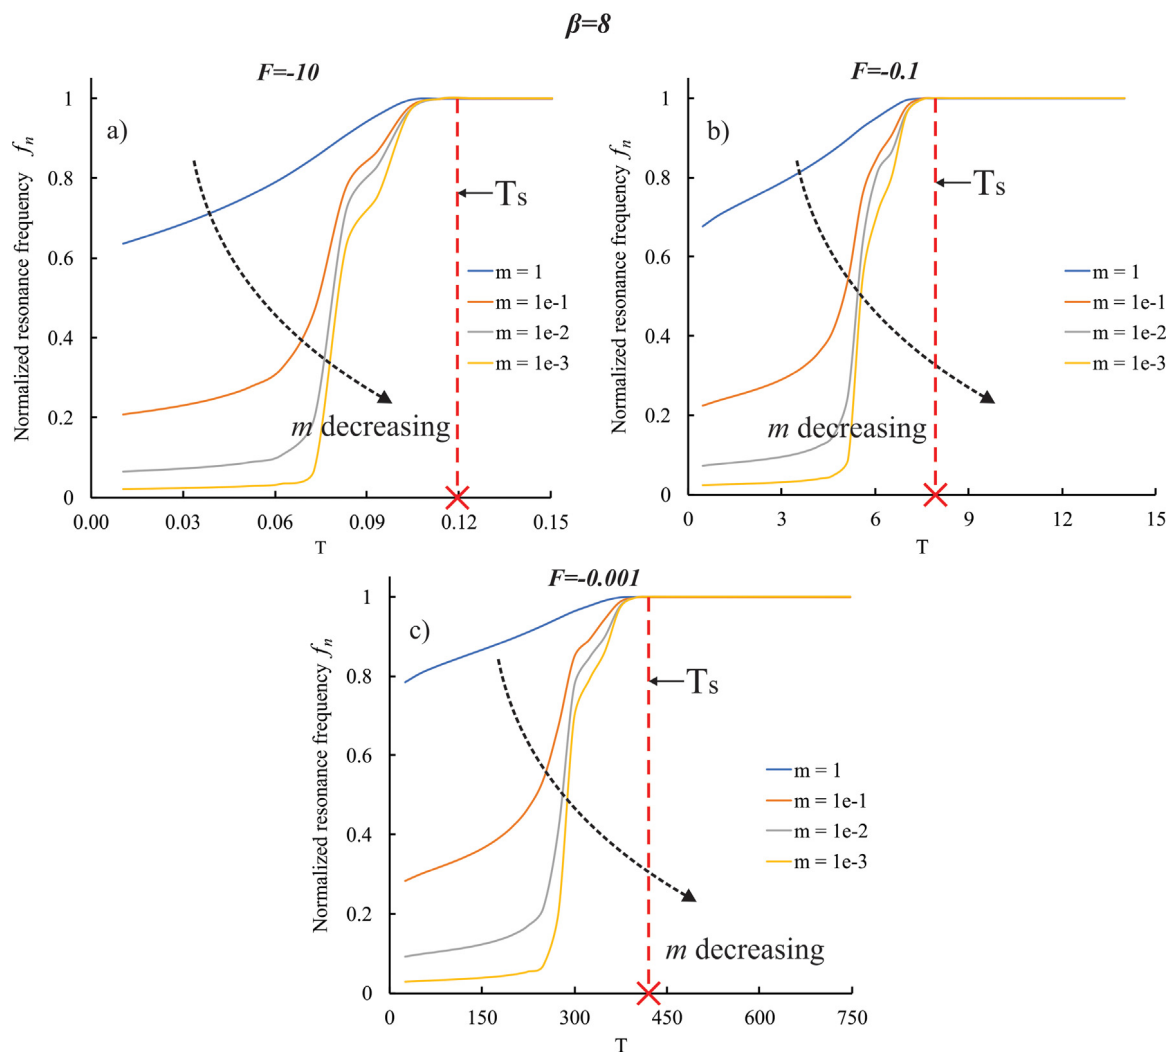 β=8
F=-10
a)
Normalized resonance frequency fn
1
0.8
0.6
0.4
0.2
0
0.00
0.03
0.06
0.09
0.12
0.15
T
Ts
m = 1
m = 1e-1
m = 1e-2
m = 1e-3
m decreasing
F=-0.1
b)
Normalized resonance frequency fn
1
0.8
0.6
0.4
0.2
0
0
3
6
9
12
15
T
Ts
m = 1
m = 1e-1
m = 1e-2
m = 1e-3
m decreasing
F=-0.001
c)
Normalized resonance frequency fn
1
0.8
0.6
0.4
0.2
0
0
150
300
450
600
750
T
Ts
m = 1
m = 1e-1
m = 1e-2
m = 1e-3
m decreasing